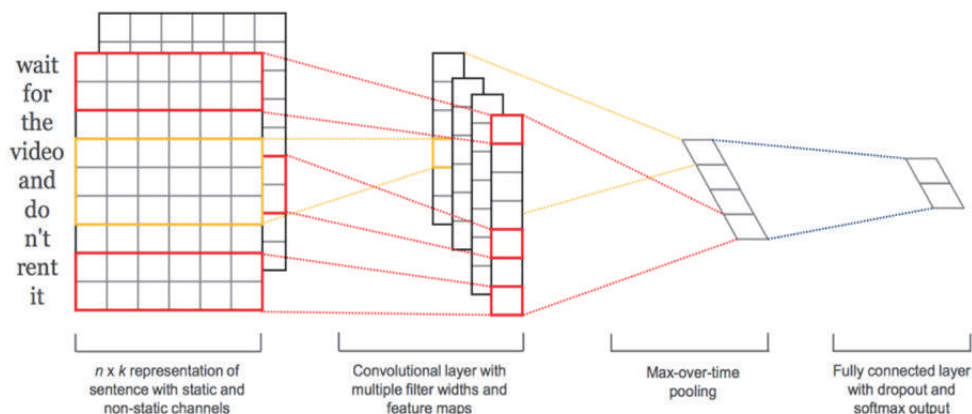 wait
for
the
video
and
do
n't
rent
it
n x k representation of
sentence with static and
non-static channels
Convolutional layer with
multiple filter widths and
feature maps
Max-over-time
pooling
Fully connected layer
with dropout and
softmax output